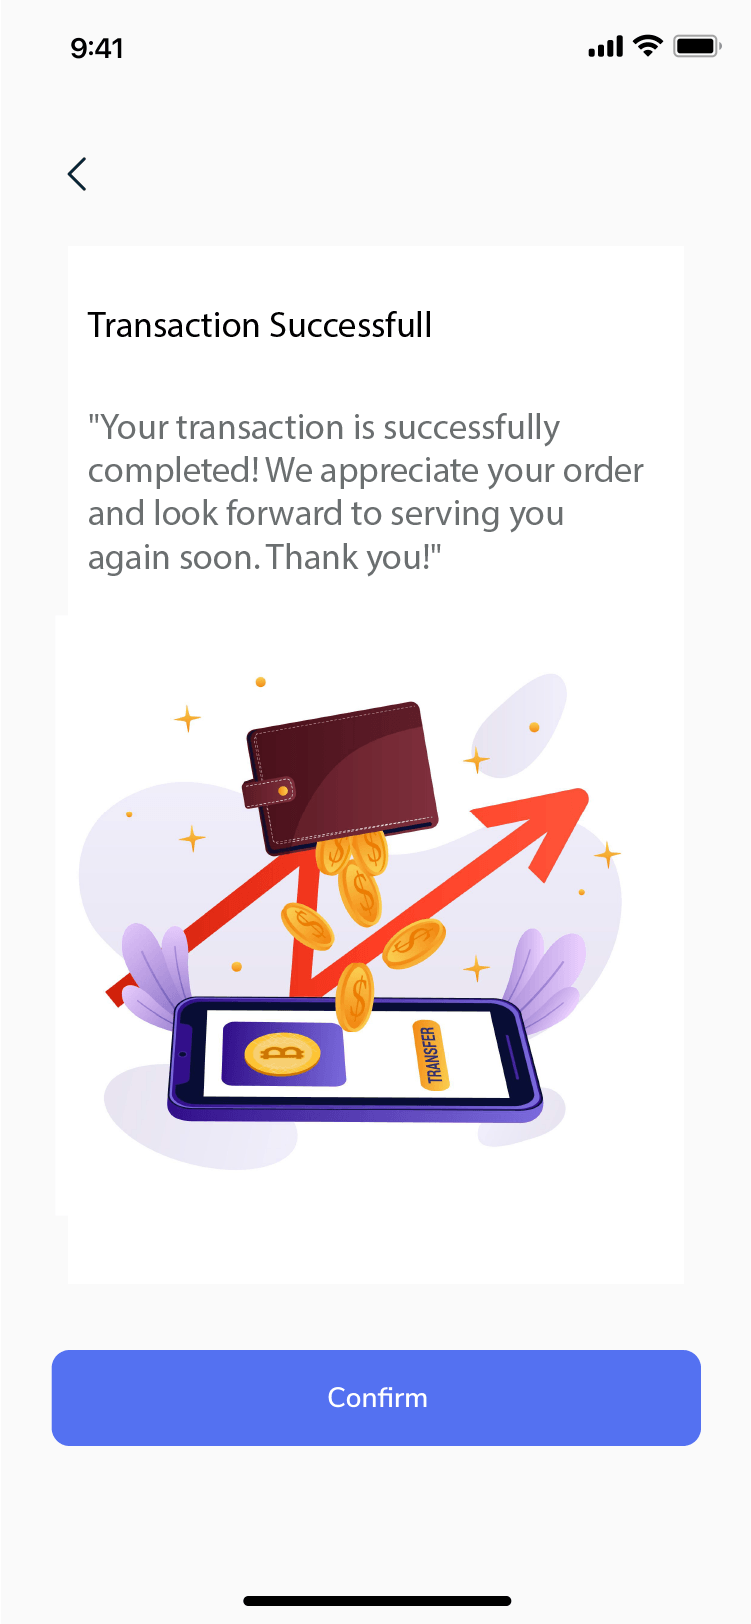 9:41
Transaction Successfull
"Your transaction is successfully
completed! We appreciate your order
and look forward to serving you
again soon. Thank you!"
TRANSFER
Confirm